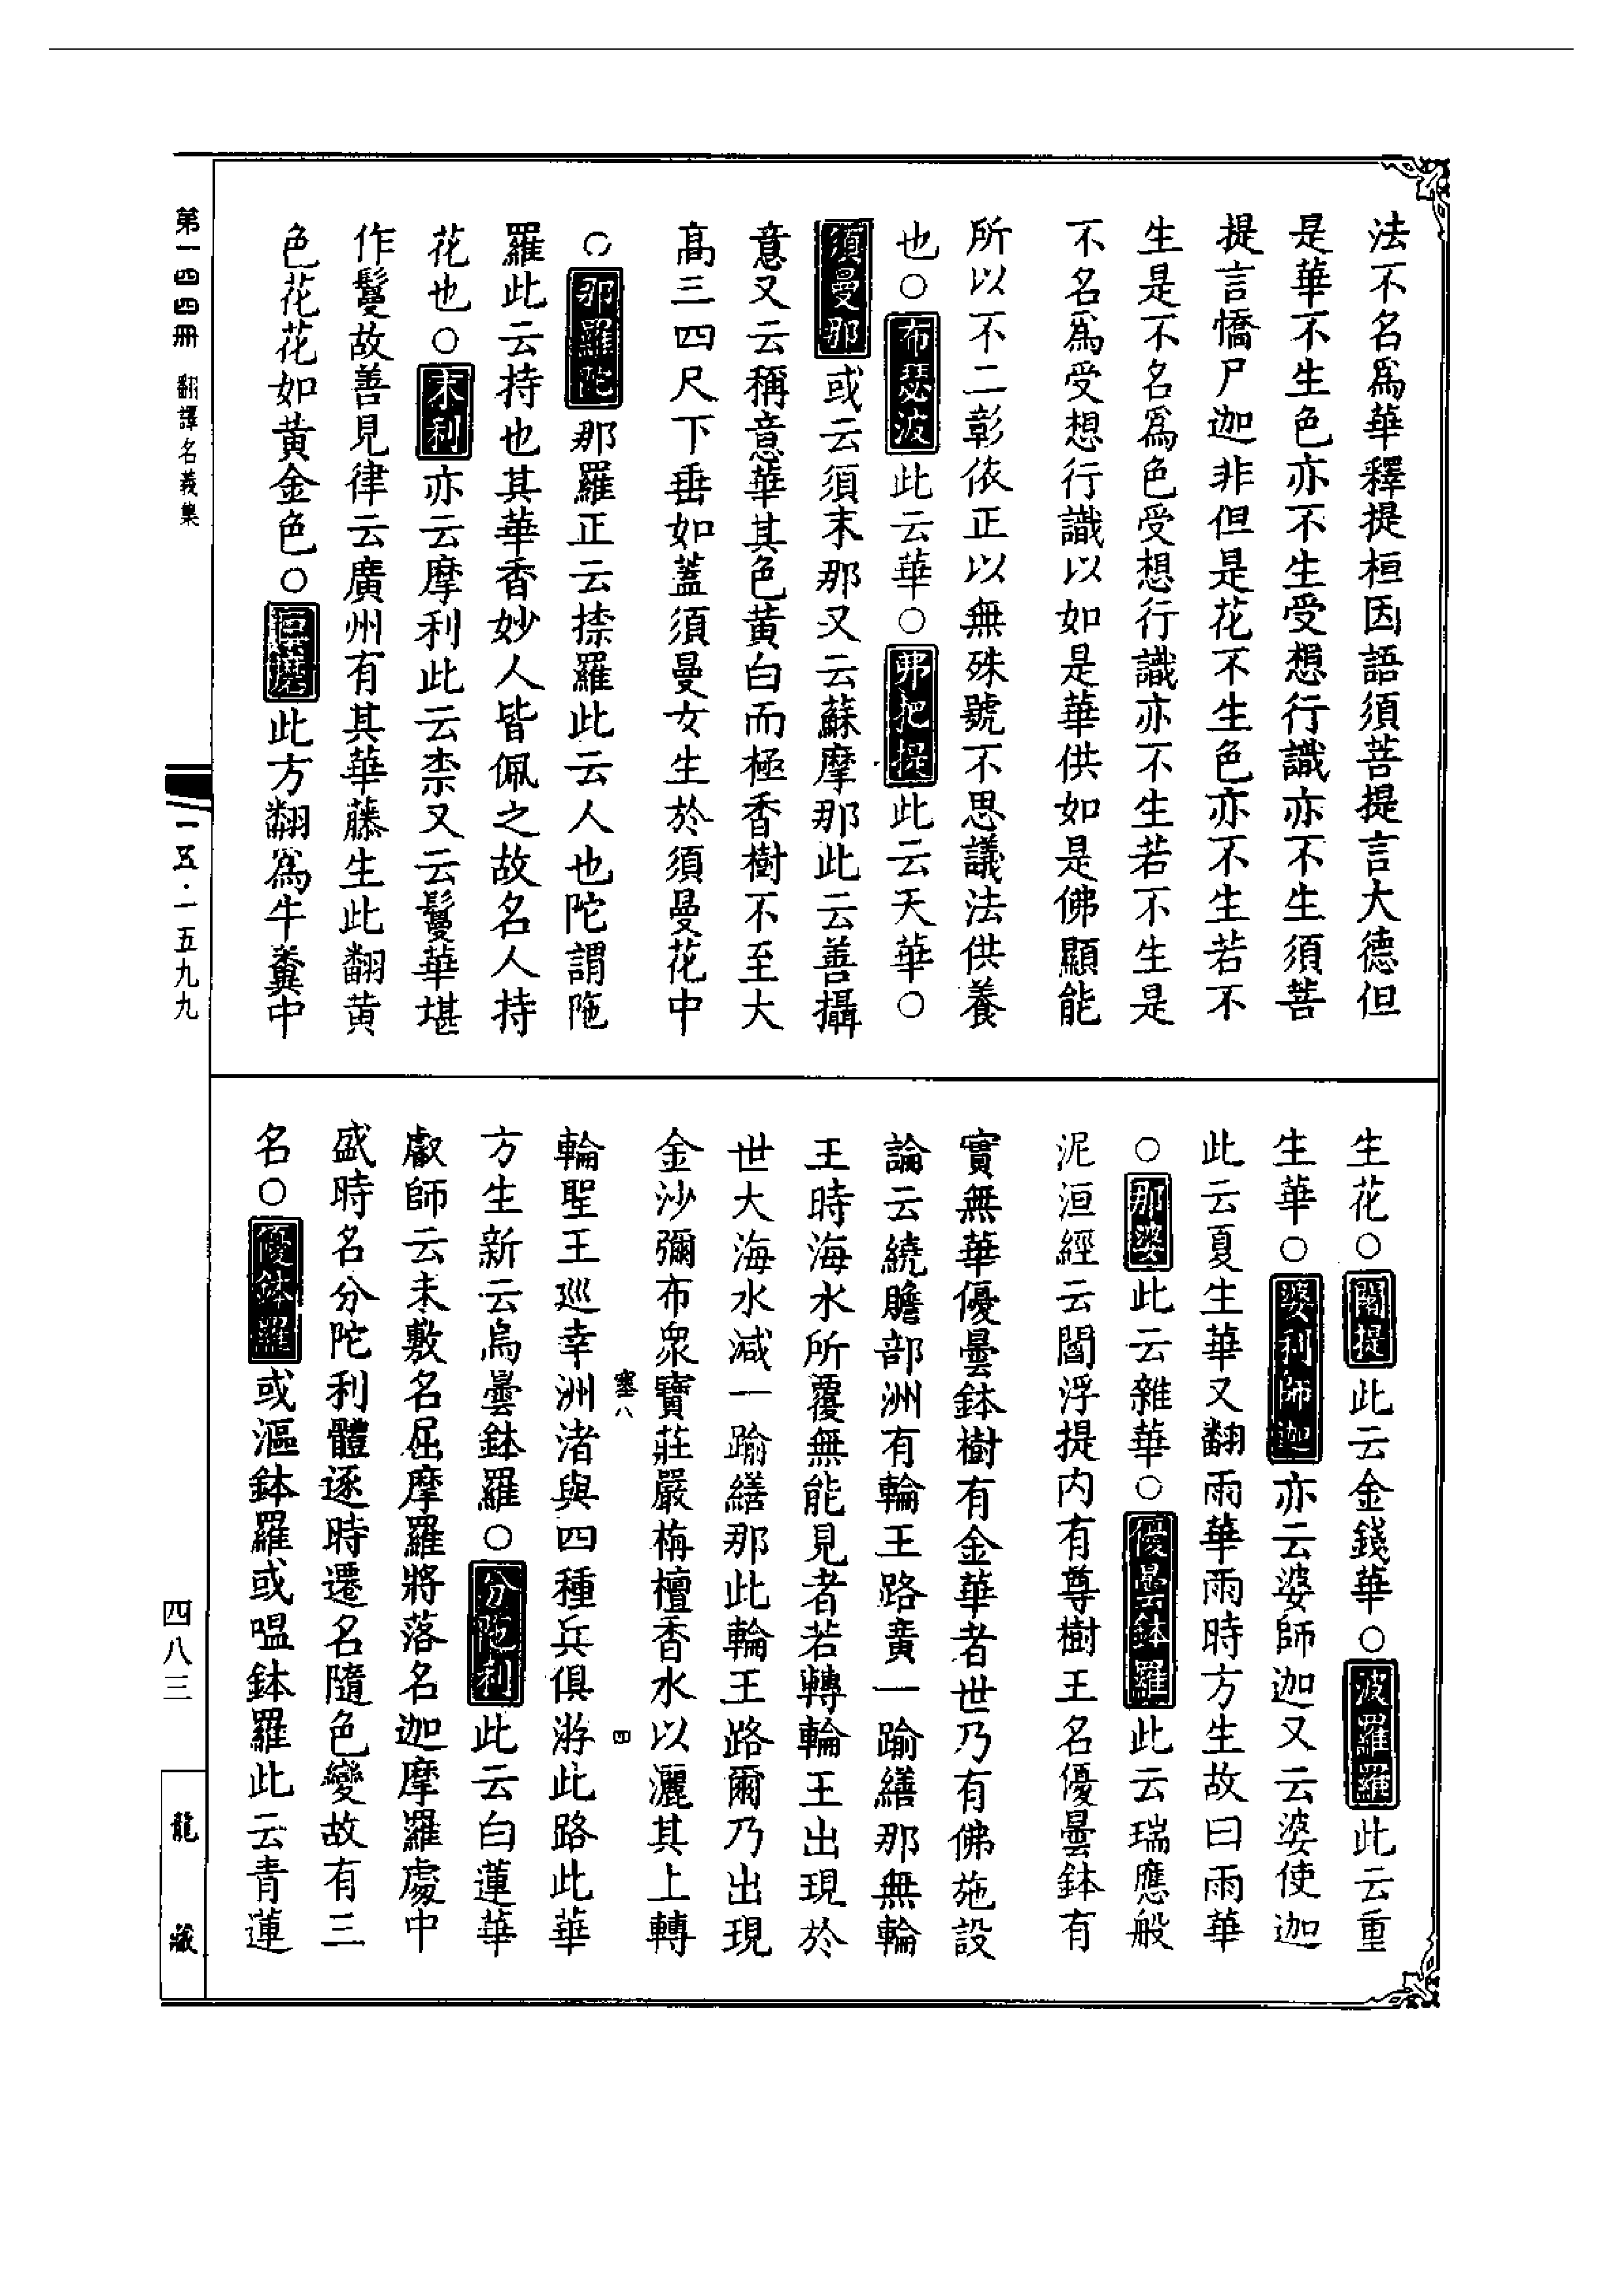 法不名爲華釋提桓因語須菩提言大德但
是華不生色亦不生受想行識亦不生須菩
提言憍尸迦非但是花不生色亦不生若不
生是不名爲色受想行識亦不生若不生是
不名爲受想行識以如是華供如是佛顯能
所以不二彰依正以無殊號不思議法供養
也○布瑟波此云華○弗把提此云天華○
須曼那或云須末那又云蘇摩那此云善攝
意又云稱意華其色黃白而極香樹不至大
高三四尺下垂如蓋須曼女生於須曼花中
○那羅陀那羅正云捺羅此云人也陀謂陁
羅此云持也其華香妙人皆佩之故名人持
花也○末利亦云摩利此云柰又云鬘華堪
作鬘故善見律云廣州有其華藤生此翻黃
色花花如黃金色○瞿摩此方翻爲牛糞中
生花○闍提此云金錢華○波羅羅此云重
生華○婆利師迦亦云婆師迦又云婆使迦
此云夏生華又翻雨華雨時方生故曰雨華
○那婆此云雜華○優曇鉢羅此云瑞應般
泥洹經云閻浮提内有尊樹王名優曇鉢有
實無華優曇鉢樹有金華者世乃有佛施設
論云繞贍部洲有輪王路廣一踰繕那無輪
王時海水所覆無能見者若轉輪王出現於
世大海水減一踰繕那此輪王路爾乃出現
金沙彌布眾寶莊嚴栴檀香水以灑其上轉
塞八 四
輪聖王巡幸洲渚與四種兵俱游此路此華
方生新云烏曇鉢羅○分陀利此云白蓮華
叡師云未敷名屈摩羅將落名迦摩羅處中
盛時名分陀利體逐時遷名隨色變故有三
名○優鉢羅或漚鉢羅或嗢鉢羅此云青蓮
第一四四冊 翻譯名義集
一五·一五九九
四八三
龍藏